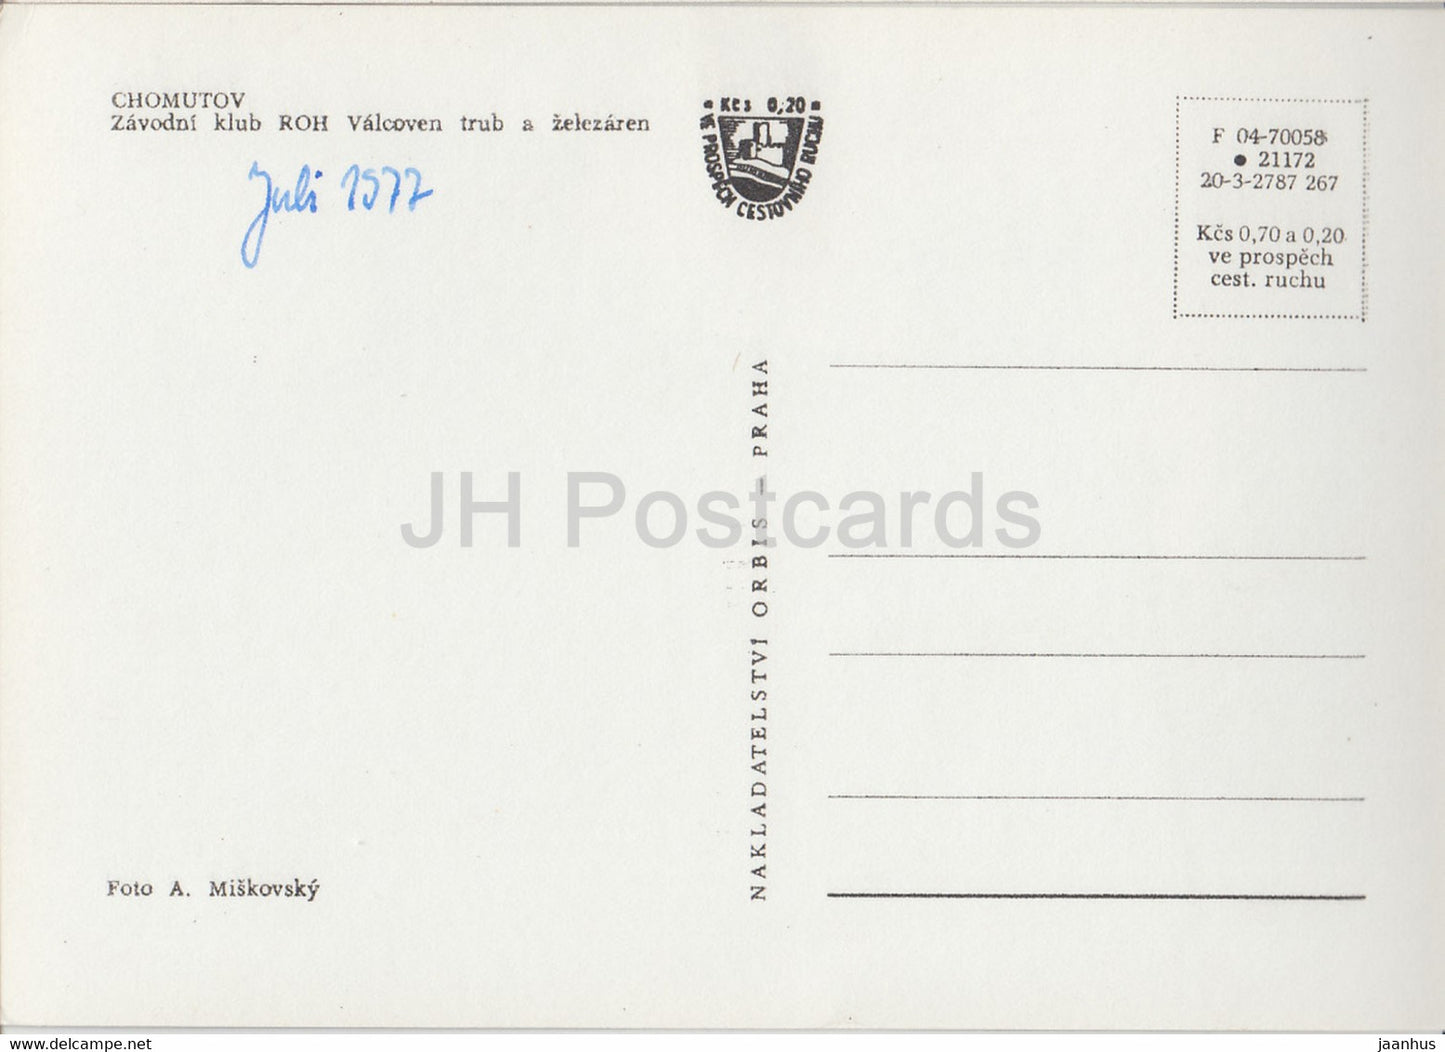 CHOMUTOV
Závodní klub ROH Válcoven trub a železáren
Juli 1977
Kčs 0,20
VE PROSPĚCH CESTOVNÍHO RUCHU
F 04-70058
● 21172
20-3-2787 267
Kčs 0,70 a 0,20
ve prospěch
cest. ruchu
NAKLADATELSTVÍ ORBIS — PRAHA
JH Postcards
Foto A. Miškovský
www.delcampe.net
jaanhus